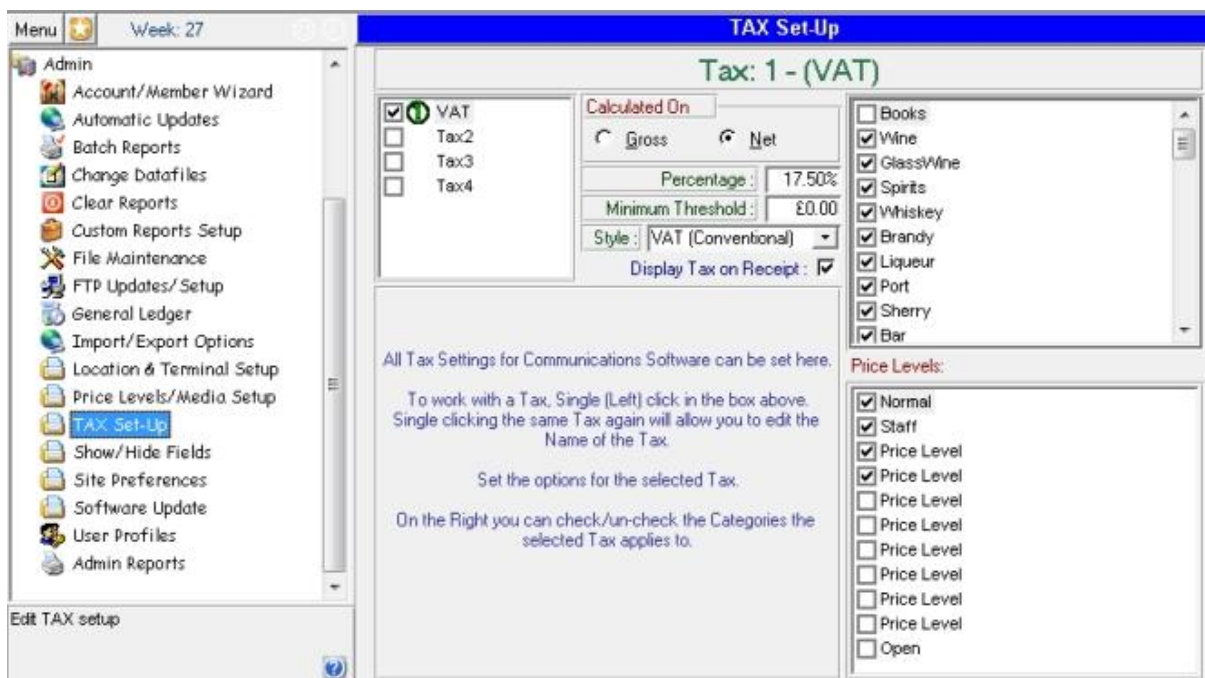 Menu
Week: 27
Admin
Account/Member Wizard
Automatic Updates
Batch Reports
Change Datafiles
Clear Reports
Custom Reports Setup
File Maintenance
FTP Updates/Setup
General Ledger
Import/Export Options
Location & Terminal Setup
Price Levels/Media Setup
TAX Set-Up
Show/Hide Fields
Site Preferences
Software Update
User Profiles
Admin Reports
Edit TAX setup
TAX Set-Up
Tax: 1 - (VAT)
1 VAT
Tax2
Tax3
Tax4
Calculated On
Gross Net
Percentage : 17.50%
Minimum Threshold : £0.00
Style : VAT (Conventional)
Display Tax on Receipt :
All Tax Settings for Communications Software can be set here.
To work with a Tax, Single (Left) click in the box above.
Single clicking the same Tax again will allow you to edit the
Name of the Tax.
Set the options for the selected Tax.
On the Right you can check/un-check the Categories the
selected Tax applies to.
Books
Wine
GlassWine
Spirits
Whiskey
Brandy
Liqueur
Port
Sherry
Bar
Price Levels:
Normal
Staff
Price Level
Price Level
Price Level
Price Level
Price Level
Price Level
Price Level
Price Level
Open